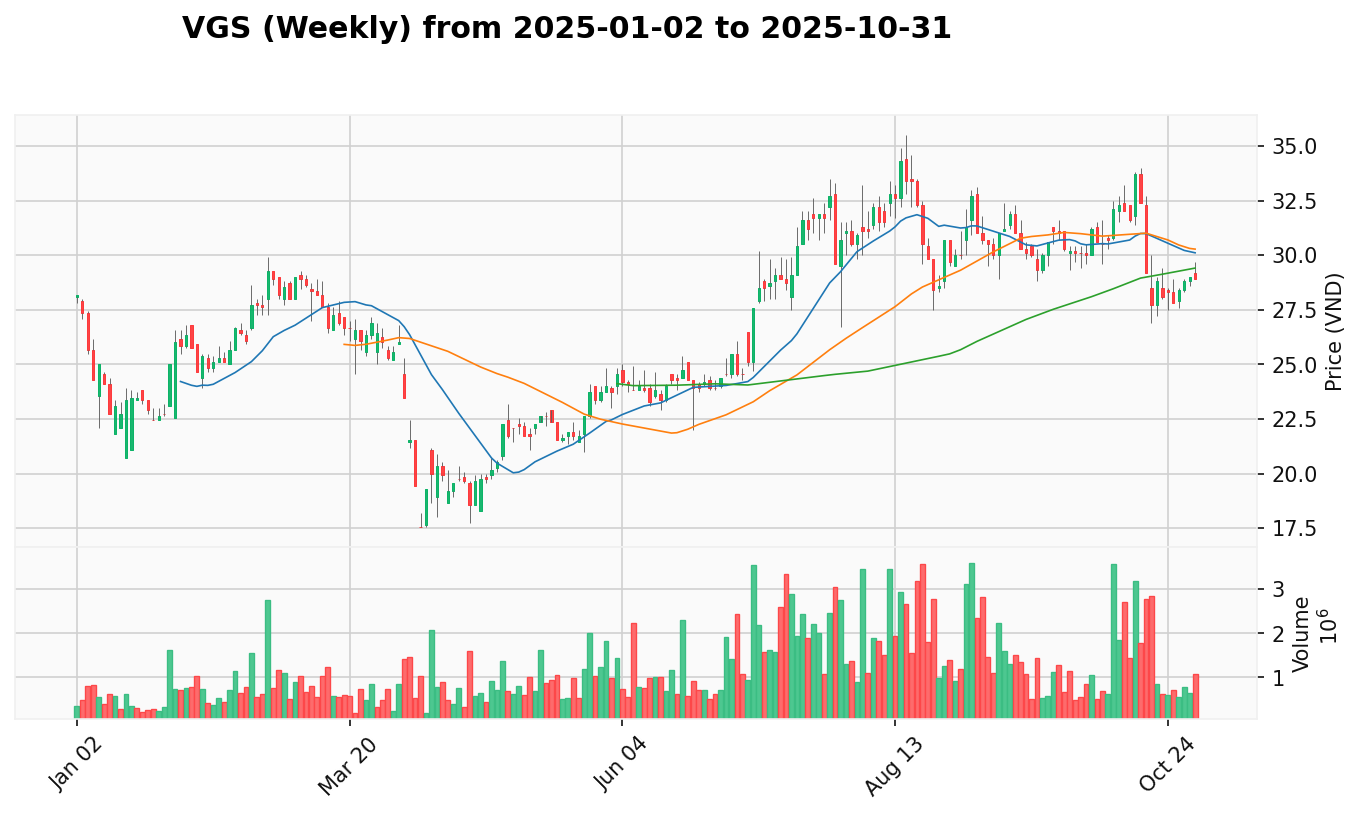 VGS (Weekly) from 2025-01-02 to 2025-10-31
35.0
32.5
30.0
27.5
25.0
22.5
20.0
17.5
Price (VND)
3
2
1
Volume
10⁶
Jan 02
Mar 20
Jun 04
Aug 13
Oct 24